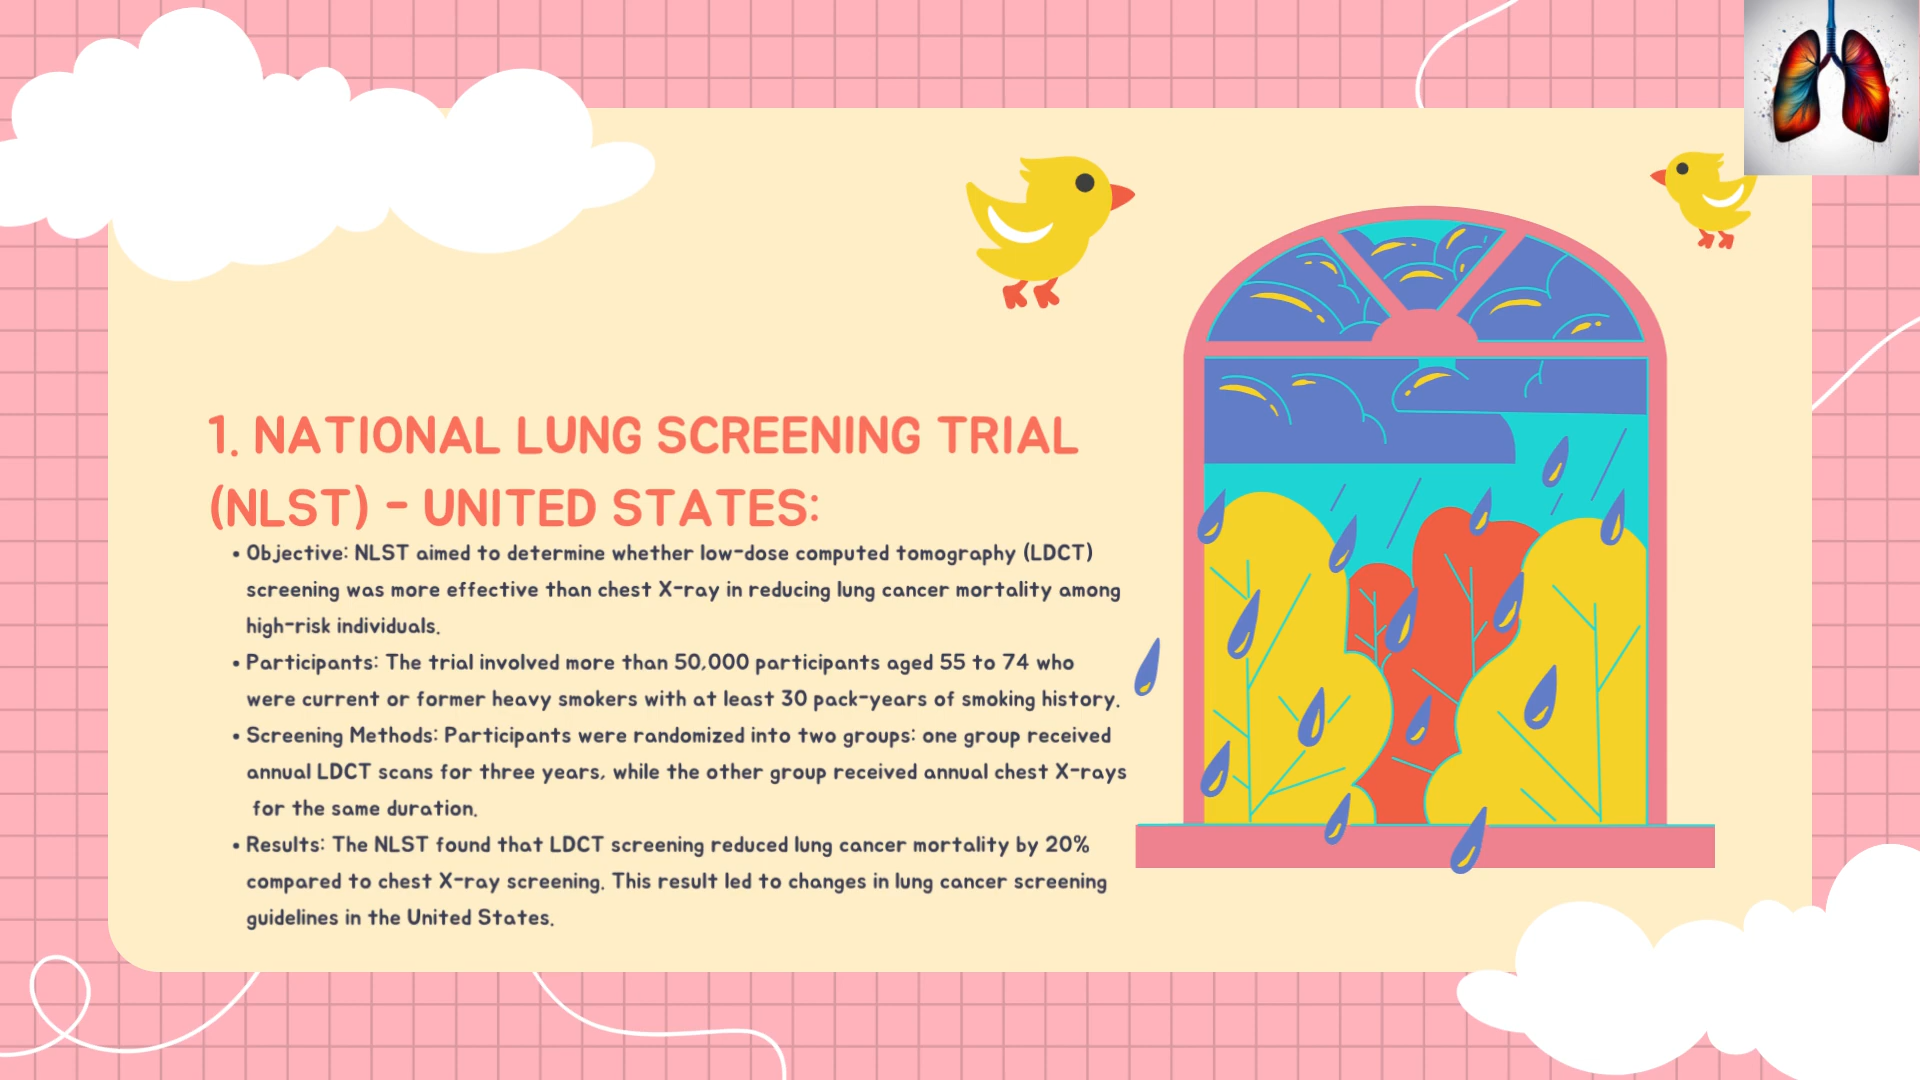 1. NATIONAL LUNG SCREENING TRIAL
(NLST) - UNITED STATES:
• Objective: NLST aimed to determine whether low-dose computed tomography (LDCT)
screening was more effective than chest X-ray in reducing lung cancer mortality among
high-risk individuals.
• Participants: The trial involved more than 50,000 participants aged 55 to 74 who
were current or former heavy smokers with at least 30 pack-years of smoking history.
• Screening Methods: Participants were randomized into two groups: one group received
annual LDCT scans for three years, while the other group received annual chest X-rays
for the same duration.
• Results: The NLST found that LDCT screening reduced lung cancer mortality by 20%
compared to chest X-ray screening. This result led to changes in lung cancer screening
guidelines in the United States.